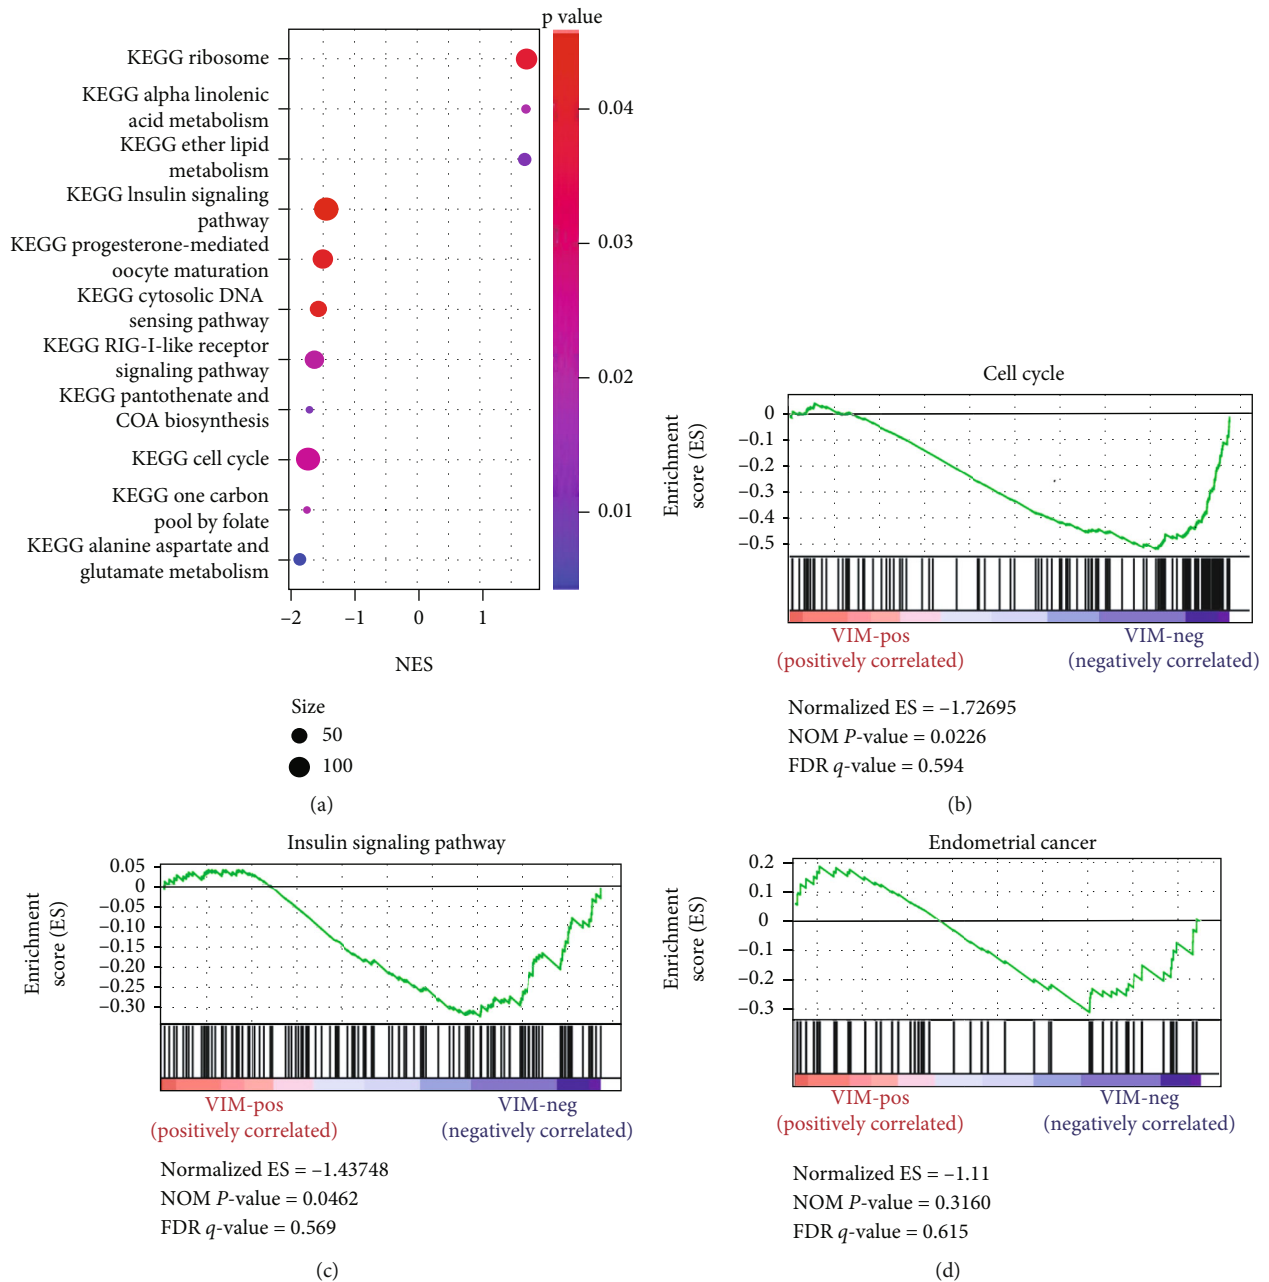 p value
KEGG ribosome
KEGG alpha linolenic
acid metabolism
KEGG ether lipid
metabolism
KEGG lnsulin signaling
pathway
KEGG progesterone-mediated
oocyte maturation
KEGG cytosolic DNA
sensing pathway
KEGG RIG-I-like receptor
signaling pathway
KEGG pantothenate and
COA biosynthesis
KEGG cell cycle
KEGG one carbon
pool by folate
KEGG alanine aspartate and
glutamate metabolism
0.04
0.03
0.02
0.01
–2 –1 0 1
NES
Size
50
100
(a)
Cell cycle
Enrichment
score (ES)
0
–0.1
–0.2
–0.3
–0.4
–0.5
VIM-pos
(positively correlated)
VIM-neg
(negatively correlated)
Normalized ES = –1.72695
NOM P-value = 0.0226
FDR q-value = 0.594
(b)
Insulin signaling pathway
Enrichment
score (ES)
0.05
0
–0.05
–0.10
–0.15
–0.20
–0.25
–0.30
VIM-pos
(positively correlated)
VIM-neg
(negatively correlated)
Normalized ES = –1.43748
NOM P-value = 0.0462
FDR q-value = 0.569
(c)
Endometrial cancer
Enrichment
score (ES)
0.2
0.1
0
–0.1
–0.2
–0.3
VIM-pos
(positively correlated)
VIM-neg
(negatively correlated)
Normalized ES = –1.11
NOM P-value = 0.3160
FDR q-value = 0.615
(d)